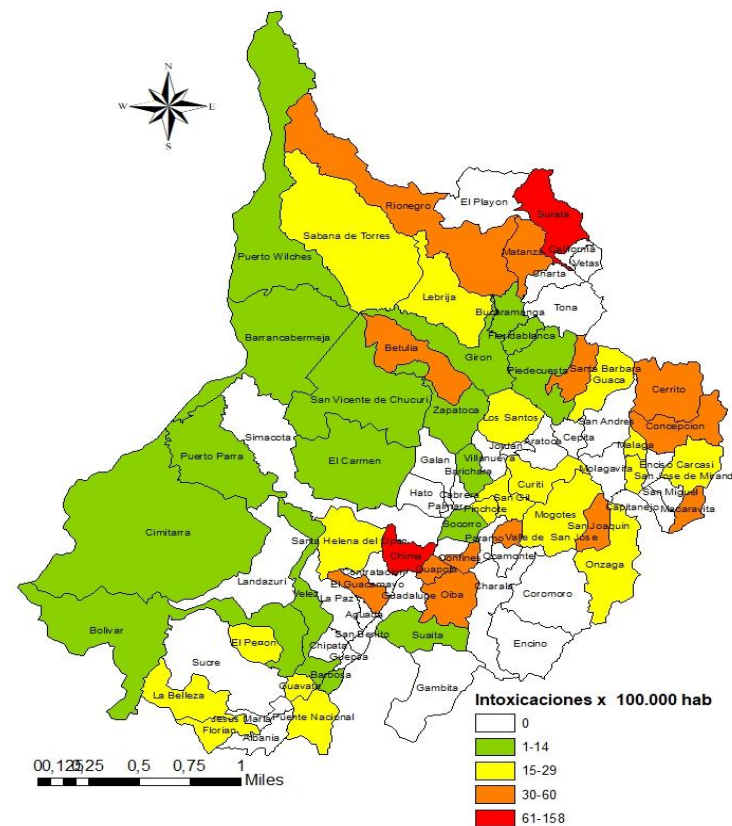 N
W E
S
El Playon
Surata
Rionegro
California
Matanza
Vetas
Charta
Sabana de Torres
Puerto Wilches
Lebrija
Tona
Bucaramanga
Floridablanca
Barrancabermeja
Betulia
Giron
Piedecuesta
Santa Barbara
Guaca
Cerrito
San Vicente de Chucuri
Zapatoca
Los Santos
San Andres
Concepcion
Simacota
Jordan
Aratoca
Cepita
Malaga
Puerto Parra
El Carmen
Galan
Villanueva
Barichara
Molagavita
Enciso
Carcasi
San Jose de Mirand
Hato
Cabrera
Palmar
Curiti
San Gil
Pinchote
San Miguel
Capitanejo
Macaravita
Mogotes
Cimitarra
Santa Helena del Opon
Chima
Socorro
Paramo
Valle de San Jose
San Joaquin
Confines
Ocamonte
Onzaga
Contratacion
Guapota
Landazuri
El Guacamayo
Guadalupe
Oiba
Charala
Coromoro
Velez
La Paz
Aguada
Bolivar
El Penon
San Benito
Suaita
Encino
Chipata
Guepsa
Sucre
Barbosa
Gambita
La Belleza
Guavata
Jesus Maria
Puente Nacional
Florian
Albania
Intoxicaciones x 100.000 hab
0
1-14
15-29
30-60
61-158
00,125 0,25 0,5 0,75 1
Miles